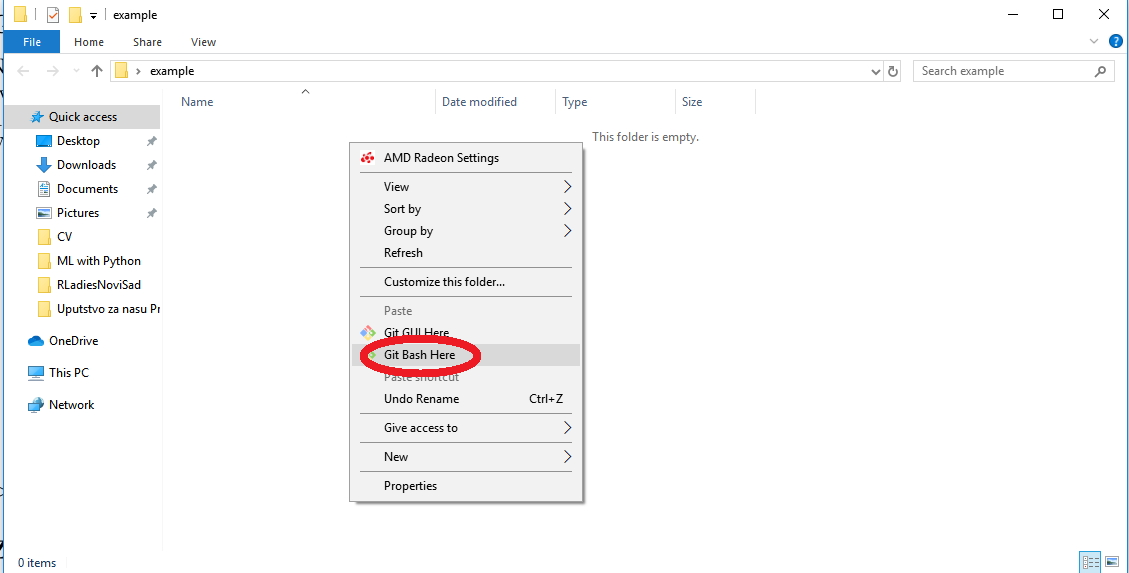 example
File Home Share View
example
Search example
Name Date modified Type Size
This folder is empty.
Quick access
Desktop
Downloads
Documents
Pictures
CV
ML with Python
RLadiesNoviSad
Uputstvo za nasu Pr
OneDrive
This PC
Network
AMD Radeon Settings
View
Sort by
Group by
Refresh
Customize this folder...
Paste
Git GUI Here
Git Bash Here
Paste shortcut
Undo Rename Ctrl+Z
Give access to
New
Properties
0 items